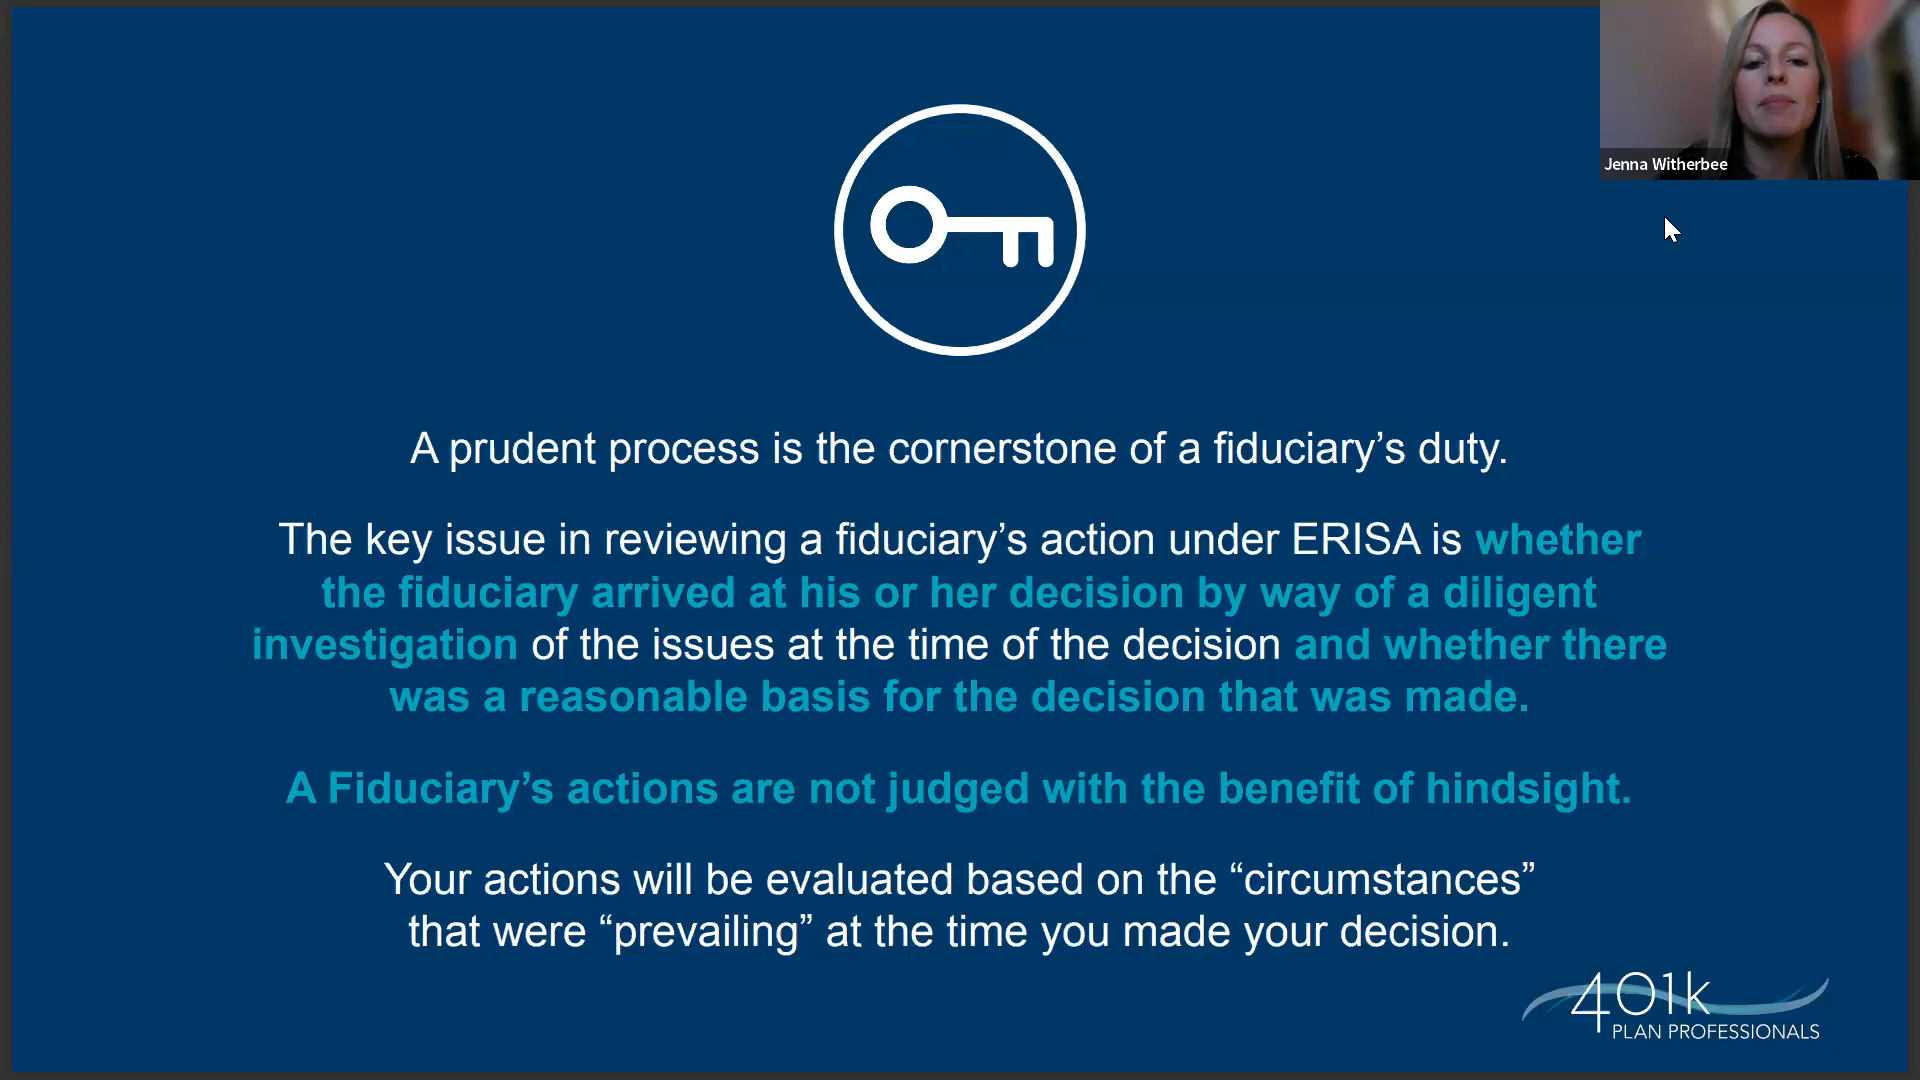 Jenna Witherbee
A prudent process is the cornerstone of a fiduciary’s duty.
The key issue in reviewing a fiduciary’s action under ERISA is whether
the fiduciary arrived at his or her decision by way of a diligent
investigation of the issues at the time of the decision and whether there
was a reasonable basis for the decision that was made.
A Fiduciary’s actions are not judged with the benefit of hindsight.
Your actions will be evaluated based on the “circumstances”
that were “prevailing” at the time you made your decision.
401k
PLAN PROFESSIONALS